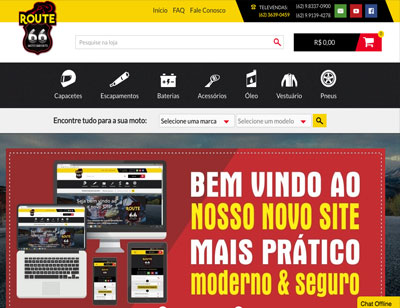 ROUTE
66
Início FAQ Fale Conosco
TELEVENDAS:
(62) 3639-0459
(62) 9.8337-0900
(62) 9.9139-4278
Pesquise na loja
R$ 0,00
0
Capacetes Escapamentos Baterias Acessórios Óleo Vestuário Pneus
Encontre tudo para a sua moto: Selecione uma marca Selecione um modelo
BEM VINDO AO
NOSSO NOVO SITE
MAIS PRÁTICO
moderno & seguro
Seja bem vindo ao
66
Chat Offline